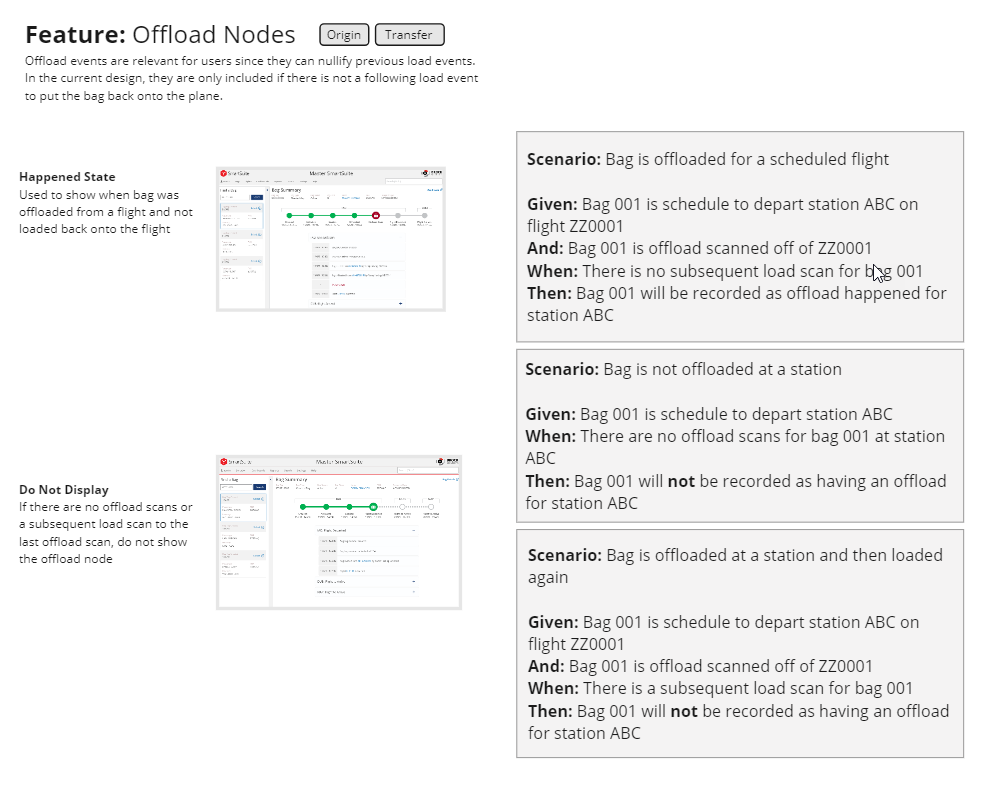 Feature: Offload Nodes
Origin
Transfer
Offload events are relevant for users since they can nullify previous load events.
In the current design, they are only included if there is not a following load event
to put the bag back onto the plane.
Happened State
Used to show when bag was
offloaded from a flight and not
loaded back onto the flight
SmartSuite
Master SmartSuite
Bag Summary
Scenario: Bag is offloaded for a scheduled flight
Given: Bag 001 is schedule to depart station ABC on
flight ZZ0001
And: Bag 001 is offload scanned off of ZZ0001
When: There is no subsequent load scan for bag 001
Then: Bag 001 will be recorded as offload happened for
station ABC
Scenario: Bag is not offloaded at a station
Given: Bag 001 is schedule to depart station ABC
When: There are no offload scans for bag 001 at station
ABC
Then: Bag 001 will not be recorded as having an offload
for station ABC
Do Not Display
If there are no offload scans or
a subsequent load scan to the
last offload scan, do not show
the offload node
SmartSuite
Master SmartSuite
Bag Summary
Scenario: Bag is offloaded at a station and then loaded
again
Given: Bag 001 is schedule to depart station ABC on
flight ZZ0001
And: Bag 001 is offload scanned off of ZZ0001
When: There is a subsequent load scan for bag 001
Then: Bag 001 will not be recorded as having an offload
for station ABC